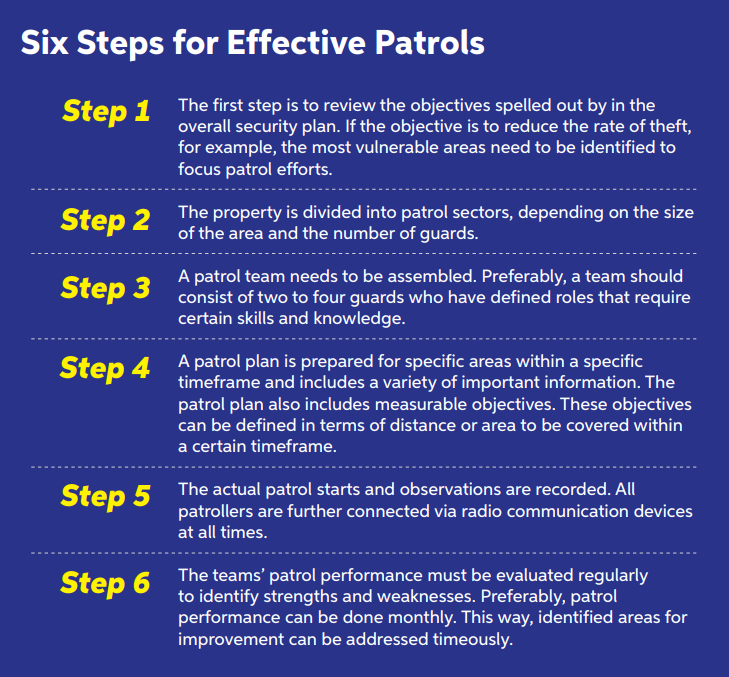 Six Steps for Effective Patrols
Step 1
The first step is to review the objectives spelled out by in the
overall security plan. If the objective is to reduce the rate of theft,
for example, the most vulnerable areas need to be identified to
focus patrol efforts.
Step 2
The property is divided into patrol sectors, depending on the size
of the area and the number of guards.
Step 3
A patrol team needs to be assembled. Preferably, a team should
consist of two to four guards who have defined roles that require
certain skills and knowledge.
Step 4
A patrol plan is prepared for specific areas within a specific
timeframe and includes a variety of important information. The
patrol plan also includes measurable objectives. These objectives
can be defined in terms of distance or area to be covered within
a certain timeframe.
Step 5
The actual patrol starts and observations are recorded. All
patrollers are further connected via radio communication devices
at all times.
Step 6
The teams’ patrol performance must be evaluated regularly
to identify strengths and weaknesses. Preferably, patrol
performance can be done monthly. This way, identified areas for
improvement can be addressed timeously.